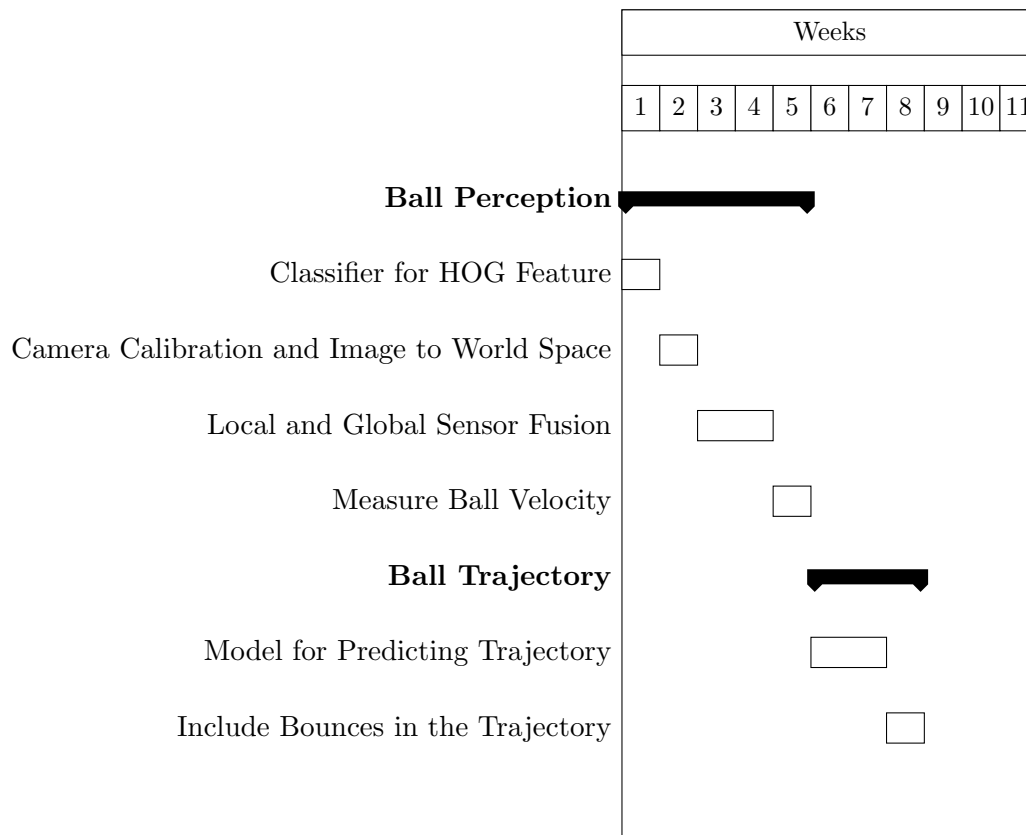 Weeks
1 2 3 4 5 6 7 8 9 10 11
Ball Perception
Classifier for HOG Feature
Camera Calibration and Image to World Space
Local and Global Sensor Fusion
Measure Ball Velocity
Ball Trajectory
Model for Predicting Trajectory
Include Bounces in the Trajectory